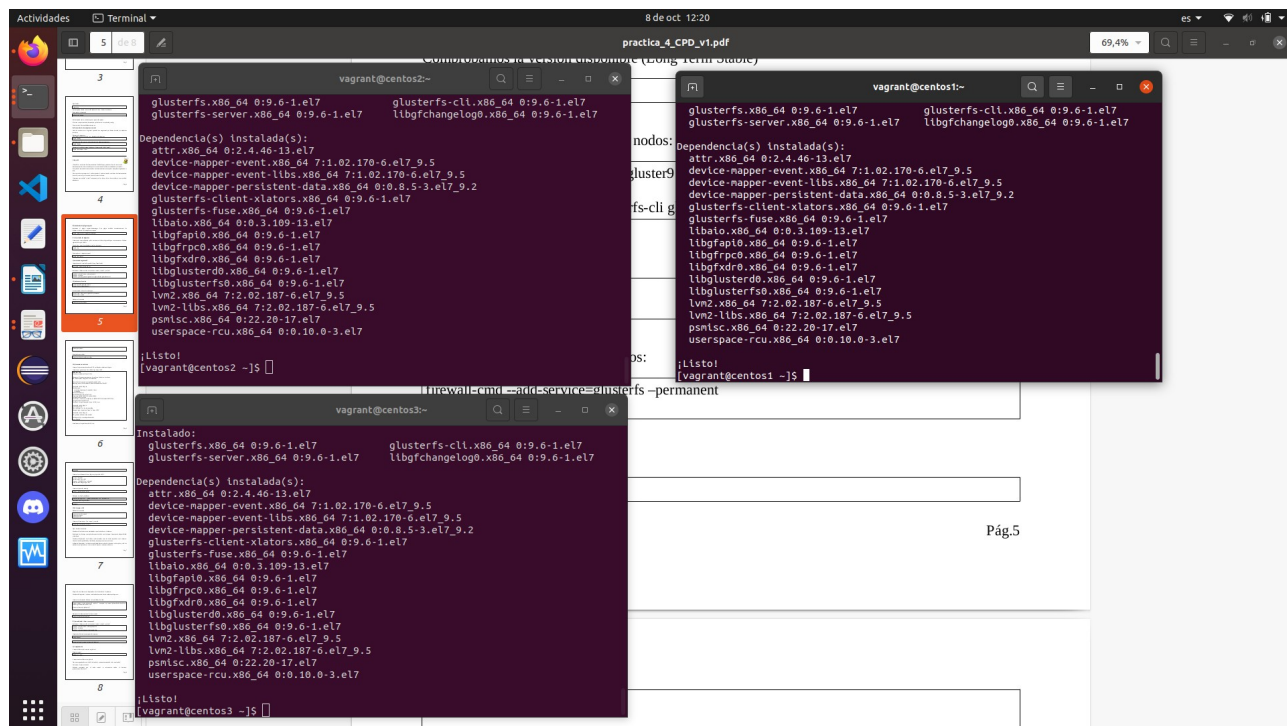 Actividades
Terminal
8 de oct 12:20
es
5 de 8
practica_4_CPD_v1.pdf
69,4%
3
4
5
6
7
8
Comprobamos la versión disponible (Long Term Stable)
nodos:
gluster9
fs-cli g
os:
firewall-cmd --add-service=glusterfs –permanent
Pág.5
vagrant@centos2:~
glusterfs.x86_64 0:9.6-1.el7 glusterfs-cli.x86_64 0:9.6-1.el7
glusterfs-server.x86_64 0:9.6-1.el7 libgfchangelog0.x86_64 0:9.6-1.el7
Dependencia(s) instalada(s):
attr.x86_64 0:2.4.46-13.el7
device-mapper-event.x86_64 7:1.02.170-6.el7_9.5
device-mapper-event-libs.x86_64 7:1.02.170-6.el7_9.5
device-mapper-persistent-data.x86_64 0:0.8.5-3.el7_9.2
glusterfs-client-xlators.x86_64 0:9.6-1.el7
glusterfs-fuse.x86_64 0:9.6-1.el7
libaio.x86_64 0:0.3.109-13.el7
libgfapi0.x86_64 0:9.6-1.el7
libgfrpc0.x86_64 0:9.6-1.el7
libgfxdr0.x86_64 0:9.6-1.el7
libglusterd0.x86_64 0:9.6-1.el7
libglusterfs0.x86_64 0:9.6-1.el7
lvm2.x86_64 7:2.02.187-6.el7_9.5
lvm2-libs.x86_64 7:2.02.187-6.el7_9.5
psmisc.x86_64 0:22.20-17.el7
userspace-rcu.x86_64 0:0.10.0-3.el7
¡Listo!
[vagrant@centos2 ~]$
vagrant@centos1:~
glusterfs.x86_64 0:9.6-1.el7 glusterfs-cli.x86_64 0:9.6-1.el7
glusterfs-server.x86_64 0:9.6-1.el7 libgfchangelog0.x86_64 0:9.6-1.el7
Dependencia(s) instalada(s):
attr.x86_64 0:2.4.46-13.el7
device-mapper-event.x86_64 7:1.02.170-6.el7_9.5
device-mapper-event-libs.x86_64 7:1.02.170-6.el7_9.5
device-mapper-persistent-data.x86_64 0:0.8.5-3.el7_9.2
glusterfs-client-xlators.x86_64 0:9.6-1.el7
glusterfs-fuse.x86_64 0:9.6-1.el7
libaio.x86_64 0:0.3.109-13.el7
libgfapi0.x86_64 0:9.6-1.el7
libgfrpc0.x86_64 0:9.6-1.el7
libgfxdr0.x86_64 0:9.6-1.el7
libglusterd0.x86_64 0:9.6-1.el7
libglusterfs0.x86_64 0:9.6-1.el7
lvm2.x86_64 7:2.02.187-6.el7_9.5
lvm2-libs.x86_64 7:2.02.187-6.el7_9.5
psmisc.x86_64 0:22.20-17.el7
userspace-rcu.x86_64 0:0.10.0-3.el7
¡Listo!
[vagrant@centos1 ~]$
vagrant@centos3:~
Instalado:
glusterfs.x86_64 0:9.6-1.el7 glusterfs-cli.x86_64 0:9.6-1.el7
glusterfs-server.x86_64 0:9.6-1.el7 libgfchangelog0.x86_64 0:9.6-1.el7
Dependencia(s) instalada(s):
attr.x86_64 0:2.4.46-13.el7
device-mapper-event.x86_64 7:1.02.170-6.el7_9.5
device-mapper-event-libs.x86_64 7:1.02.170-6.el7_9.5
device-mapper-persistent-data.x86_64 0:0.8.5-3.el7_9.2
glusterfs-client-xlators.x86_64 0:9.6-1.el7
glusterfs-fuse.x86_64 0:9.6-1.el7
libaio.x86_64 0:0.3.109-13.el7
libgfapi0.x86_64 0:9.6-1.el7
libgfrpc0.x86_64 0:9.6-1.el7
libgfxdr0.x86_64 0:9.6-1.el7
libglusterd0.x86_64 0:9.6-1.el7
libglusterfs0.x86_64 0:9.6-1.el7
lvm2.x86_64 7:2.02.187-6.el7_9.5
lvm2-libs.x86_64 7:2.02.187-6.el7_9.5
psmisc.x86_64 0:22.20-17.el7
userspace-rcu.x86_64 0:0.10.0-3.el7
¡Listo!
[vagrant@centos3 ~]$